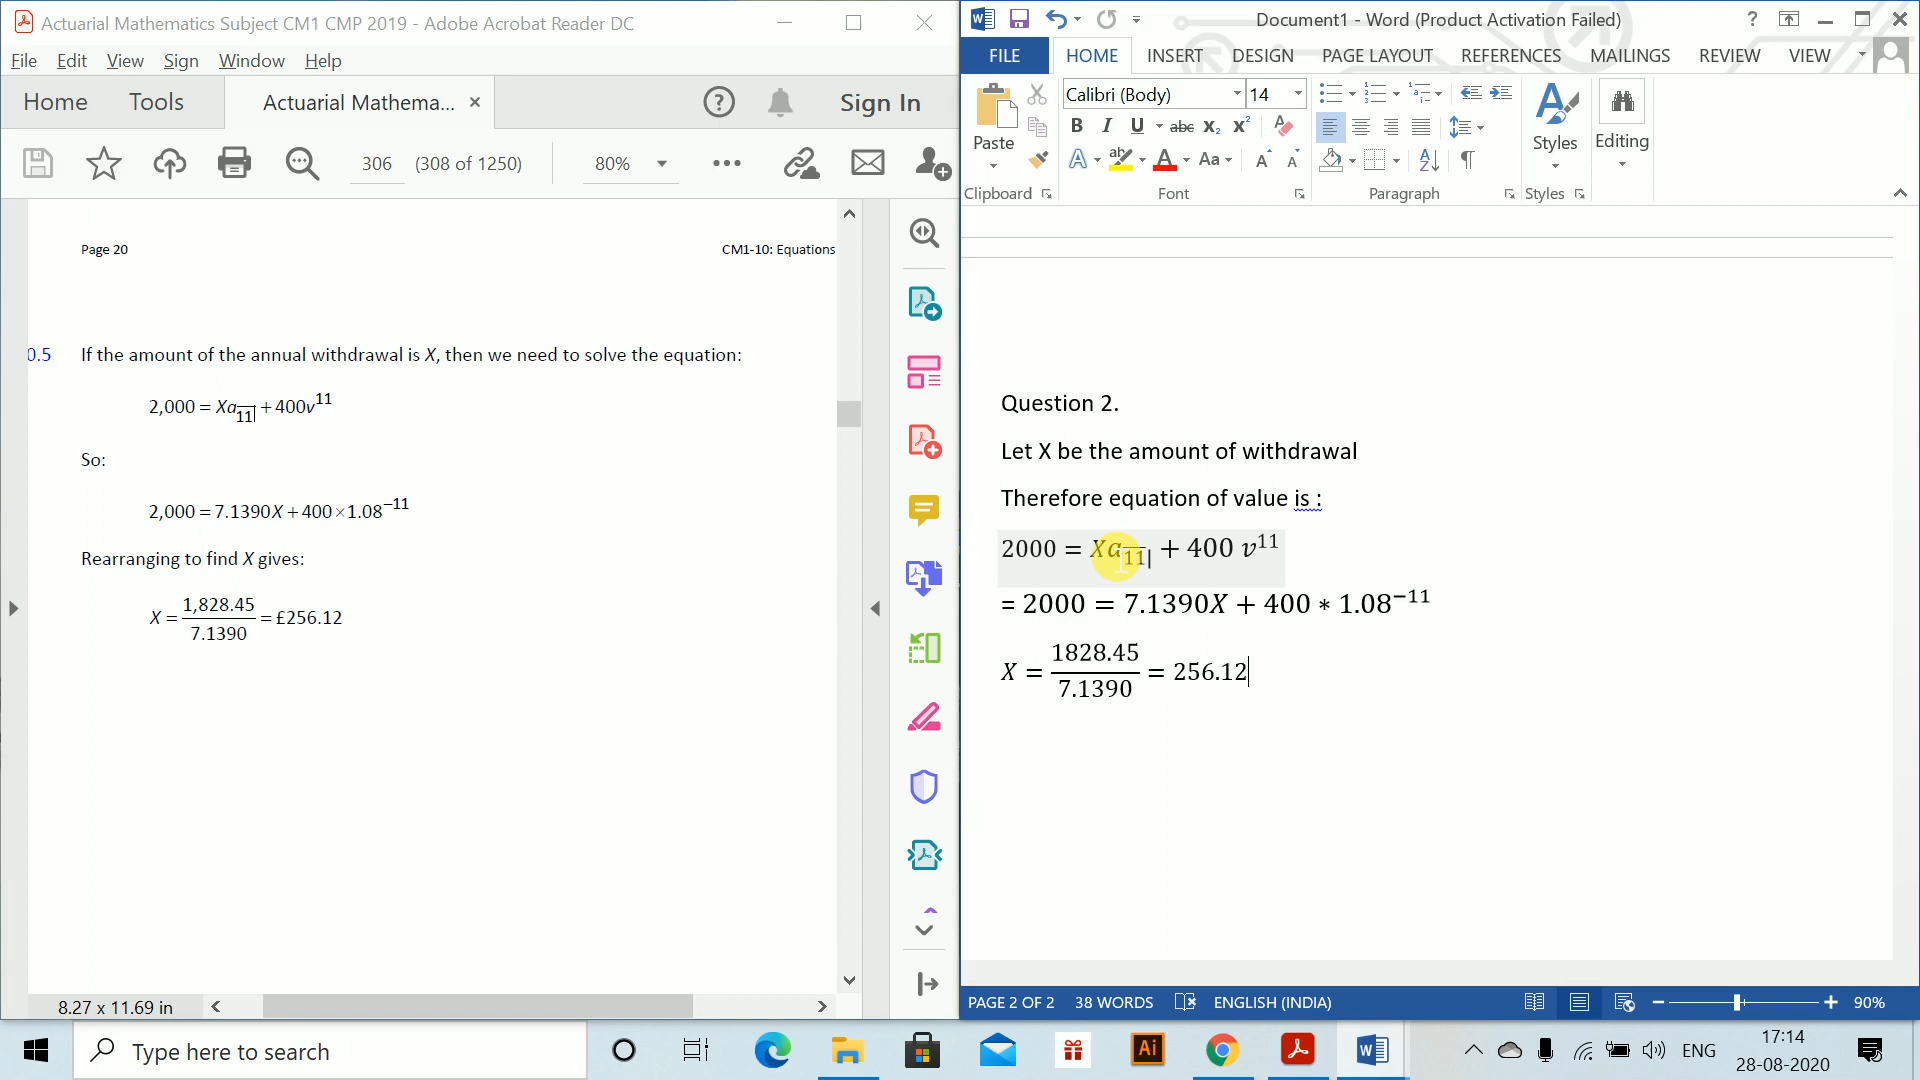 Actuarial Mathematics Subject CM1 CMP 2019 - Adobe Acrobat Reader DC
File Edit View Sign Window Help
Home Tools Actuarial Mathema... × Sign In
306 (308 of 1250) 80%
Page 20 CM1-10: Equations
0.5 If the amount of the annual withdrawal is X, then we need to solve the equation:
2,000 = Xa11| + 400v^11
So:
2,000 = 7.1390X + 400 × 1.08^−11
Rearranging to find X gives:
X = 1,828.45 / 7.1390 = £256.12
8.27 x 11.69 in
Document1 - Word (Product Activation Failed)
FILE HOME INSERT DESIGN PAGE LAYOUT REFERENCES MAILINGS REVIEW VIEW
Calibri (Body) 14
Paste Styles Editing
Clipboard Font Paragraph Styles
Question 2.
Let X be the amount of withdrawal
Therefore equation of value is :
2000 = Xa11| + 400 v^11
= 2000 = 7.1390X + 400 * 1.08^−11
X = 1828.45 / 7.1390 = 256.12
PAGE 2 OF 2 38 WORDS ENGLISH (INDIA) 90%
Type here to search
Ai
ENG
17:14
28-08-2020